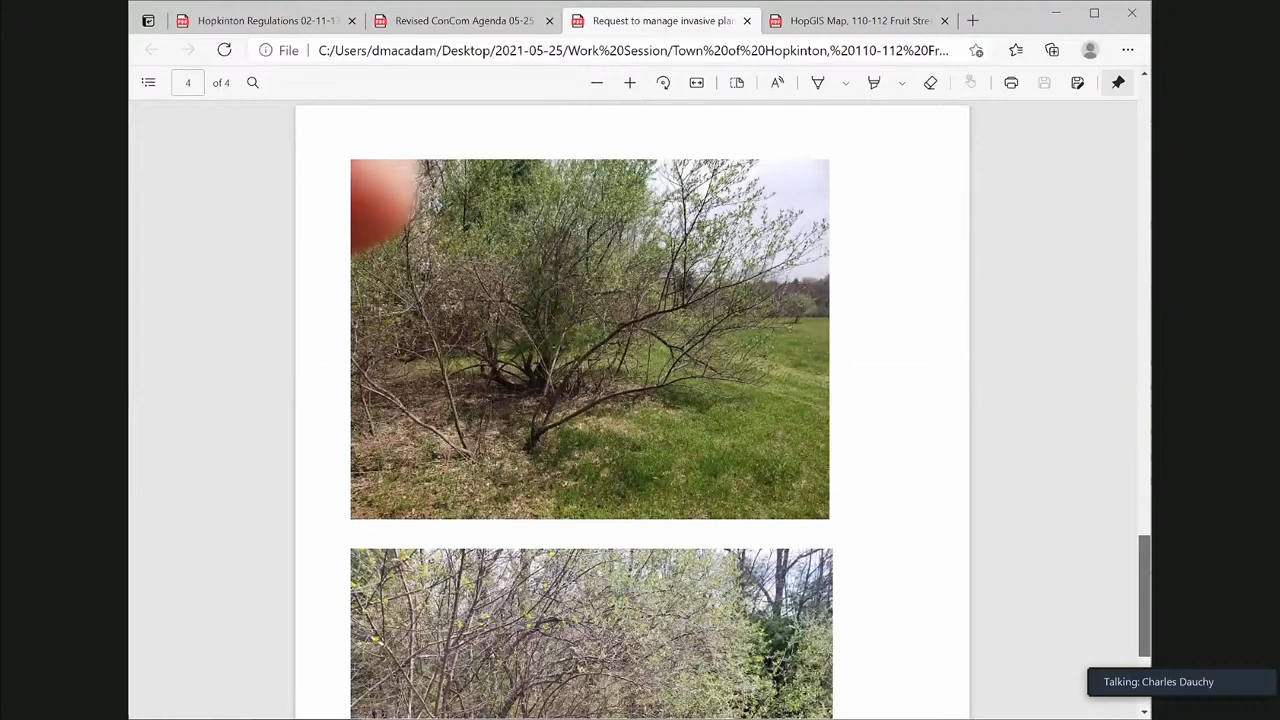 Hopkinton Regulations 02-11-1
Revised ConCom Agenda 05-25
Request to manage invasive plan
HopGIS Map, 110-112 Fruit Stre
File
C:/Users/dmacadam/Desktop/2021-05-25/Work%20Session/Town%20of%20Hopkinton,%20110-112%20Fr...
4 of 4
Talking: Charles Dauchy